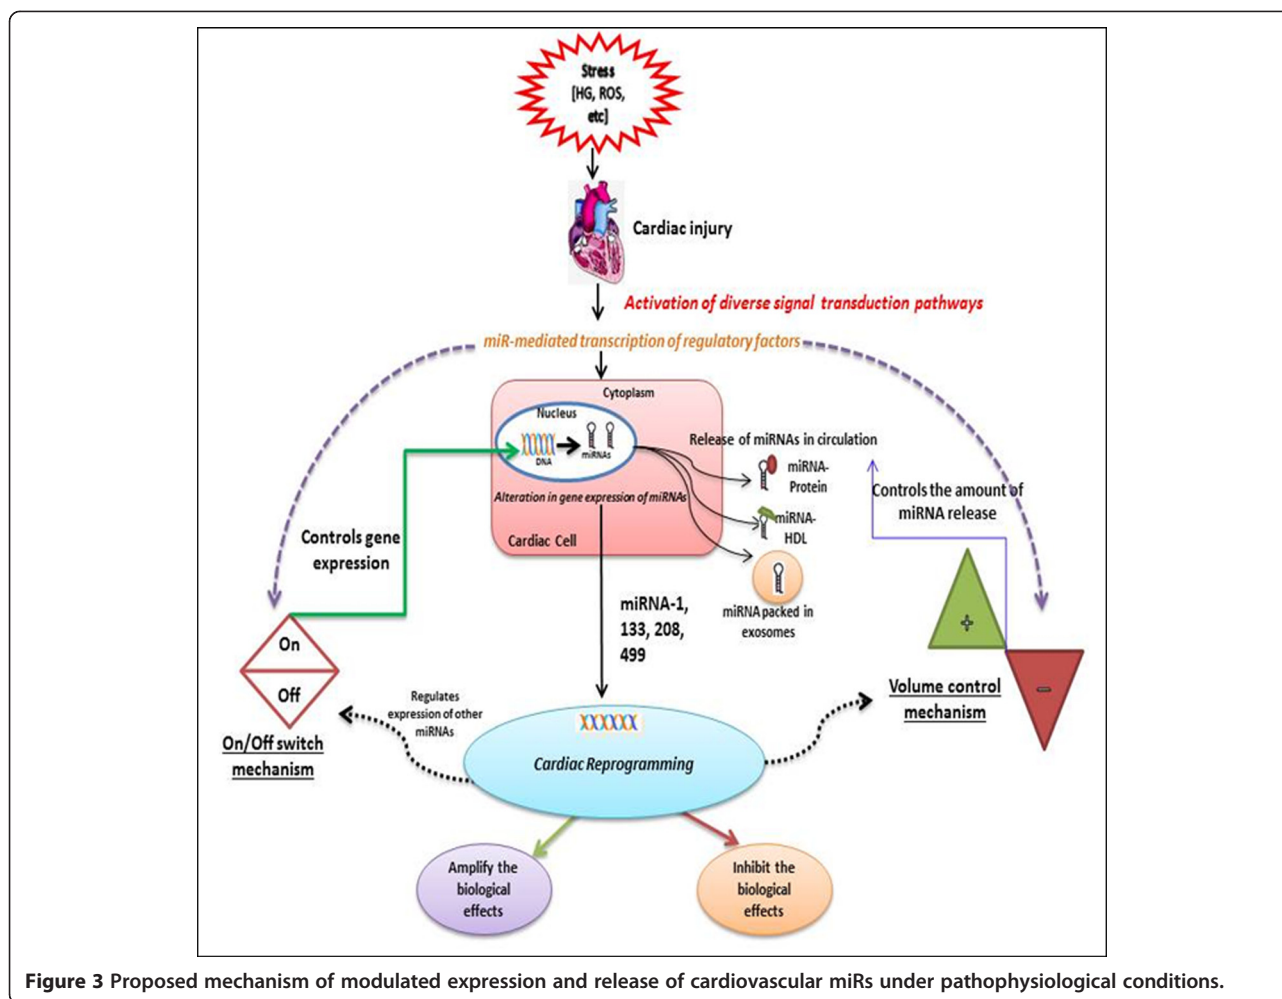 Stress
[HG, ROS,
etc]
Cardiac injury
Activation of diverse signal transduction pathways
miR-mediated transcription of regulatory factors
Cytoplasm
Nucleus
DNA
miRNAs
Alteration in gene expression of miRNAs
Cardiac Cell
Release of miRNAs in circulation
miRNA-
Protein
miRNA-
HDL
miRNA packed in
exosomes
Controls the amount of
miRNA release
Controls gene
expression
miRNA-1,
133, 208,
499
On
Off
On/Off switch
mechanism
Regulates
expression of other
miRNAs
+
-
Volume control
mechanism
Cardiac Reprogramming
Amplify the
biological
effects
Inhibit the
biological
effects
Figure 3 Proposed mechanism of modulated expression and release of cardiovascular miRs under pathophysiological conditions.